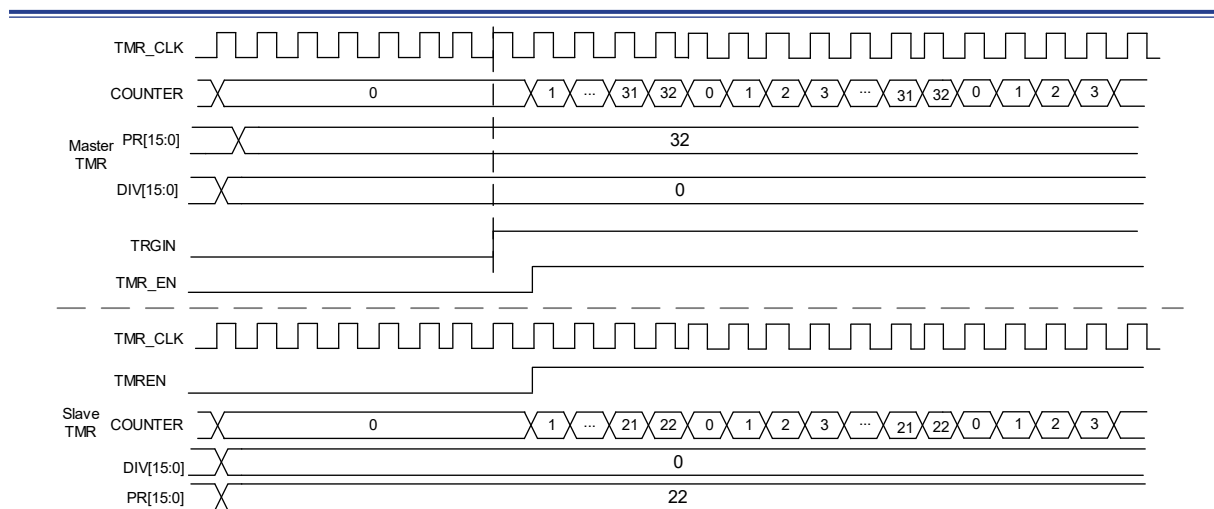 TMR_CLK
COUNTER 0 1 ... 31 32 0 1 2 3 ... 31 32 0 1 2 3
Master TMR
PR[15:0] 32
DIV[15:0] 0
TRGIN
TMR_EN
TMR_CLK
TMREN
Slave TMR
COUNTER 0 1 ... 21 22 0 1 2 3 ... 21 22 0 1 2 3
DIV[15:0] 0
PR[15:0] 22